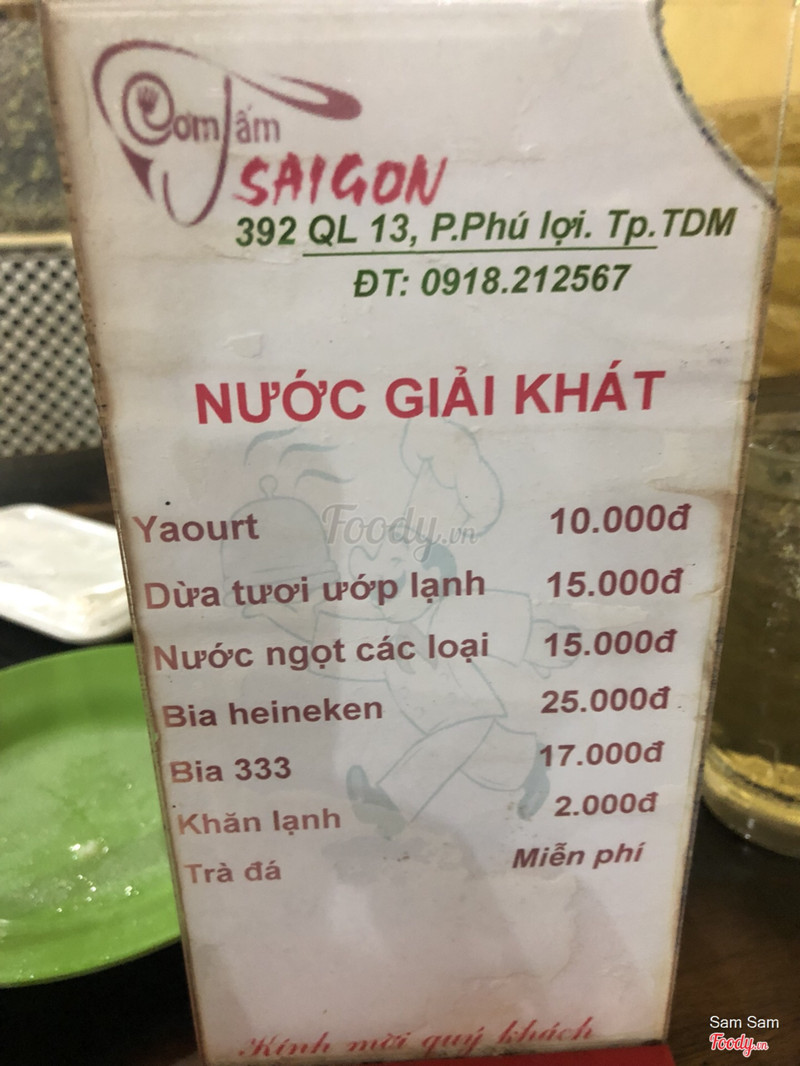 Cơm Tấm
SAIGON
392 QL 13, P.Phú lợi. Tp.TDM
ĐT: 0918.212567
NƯỚC GIẢI KHÁT
Foody.vn
Yaourt 10.000đ
Dừa tươi ướp lạnh 15.000đ
Nước ngọt các loại 15.000đ
Bia heineken 25.000đ
Bia 333 17.000đ
Khăn lạnh 2.000đ
Trà đá Miễn phí
Kính mời quý khách
Sam Sam
Foody.vn